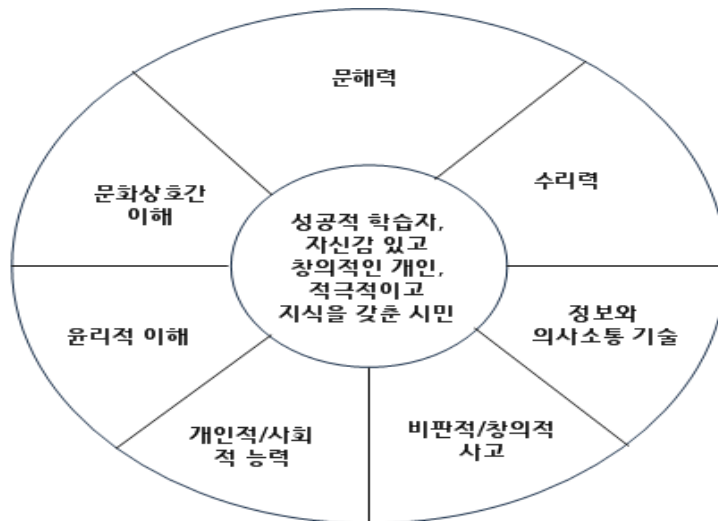 문해력
수리력
정보와
의사소통 기술
비판적/창의적
사고
개인적/사회
적 능력
윤리적 이해
문화상호간
이해
성공적 학습자,
자신감 있고
창의적인 개인,
적극적이고
지식을 갖춘 시민